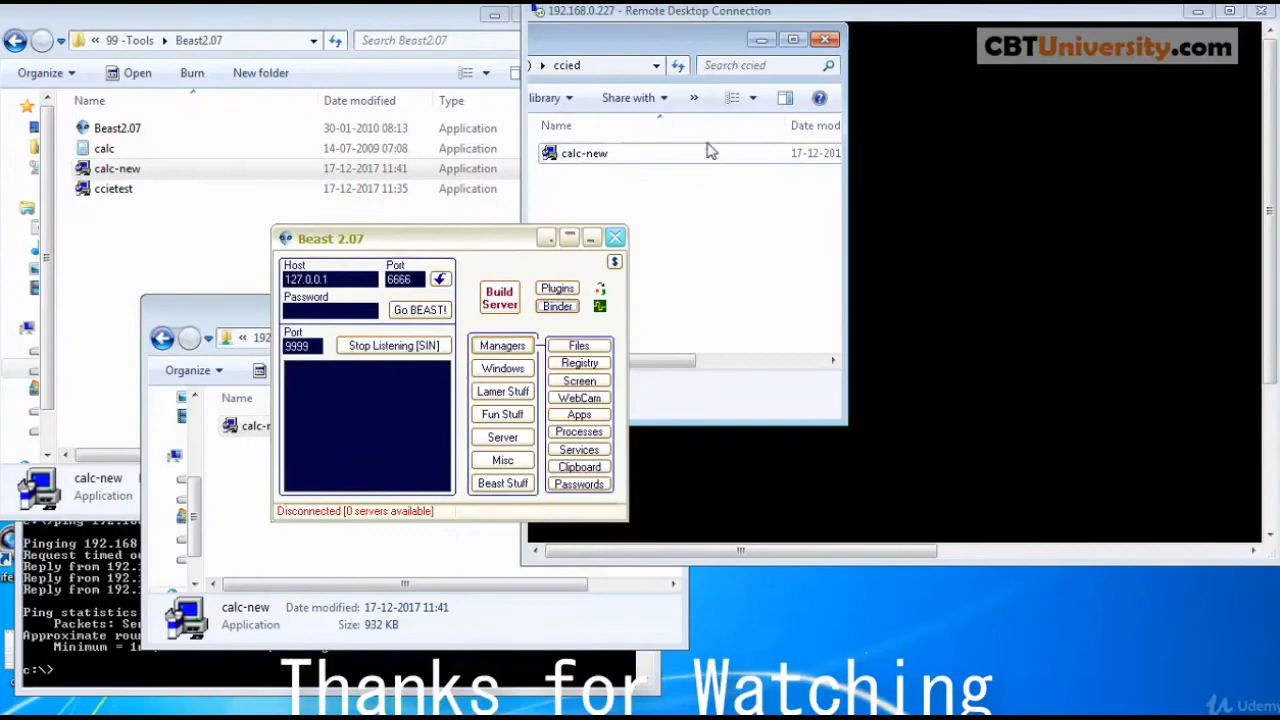 192.168.0.227 - Remote Desktop Connection
CBTUniversity.com
99 -Tools
Beast2.07
Search Beast2.07
Organize
Open
Burn
New folder
Name
Date modified
Type
Beast2.07
30-01-2010 08:13
Application
calc
14-07-2009 07:08
Application
calc-new
17-12-2017 11:41
Application
ccietest
17-12-2017 11:35
Application
ccied
Search ccied
library
Share with
Name
Date mod
calc-new
17-12-201
Beast 2.07
Host
Port
127.0.0.1
6666
Password
Go BEAST!
Build Server
Plugins
Binder
$
Port
9999
Stop Listening [SIN]
Managers
Windows
Lamer Stuff
Fun Stuff
Server
Misc
Beast Stuff
Files
Registry
Screen
WebCam
Apps
Processes
Services
Clipboard
Passwords
Disconnected [0 servers available]
Organize
Name
calc-new
Application
calc-new
Date modified: 17-12-2017 11:41
Application
Size: 932 KB
Pinging 192.168
Request timed
Reply from 192.
Reply from 192.
Reply from 192.
Ping statistics
Packets:
Approximate
Minimum =
c:\>
Thanks for Watching
Udemy